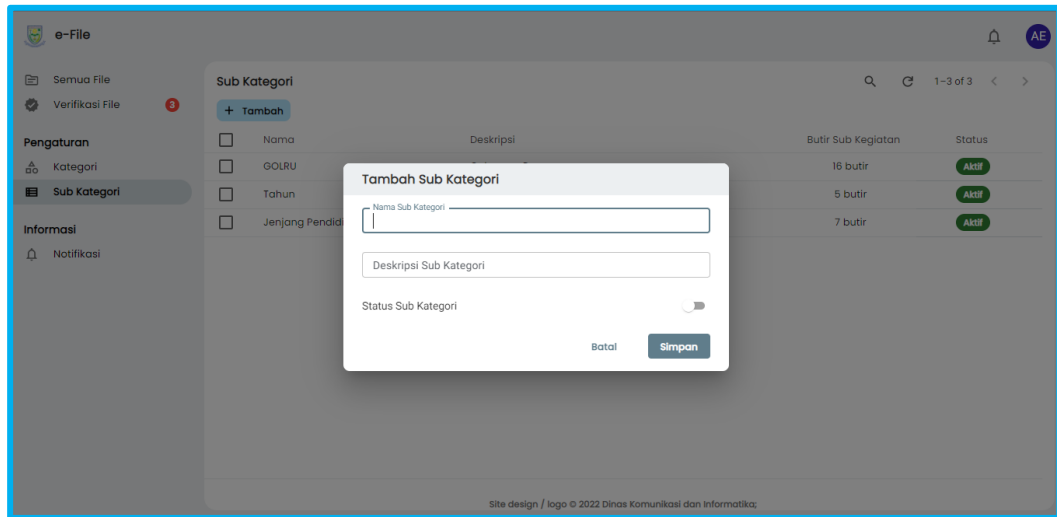 e-File
AE
Semua File
Verifikasi File 3
Pengaturan
Kategori
Sub Kategori
Informasi
Notifikasi
Sub Kategori
1-3 of 3
+ Tambah
Nama Deskripsi Butir Sub Kegiatan Status
GOLRU 16 butir Aktif
Tahun 5 butir Aktif
Jenjang Pendidi 7 butir Aktif
Tambah Sub Kategori
Nama Sub Kategori
Deskripsi Sub Kategori
Status Sub Kategori
Batal Simpan
Site design / logo © 2022 Dinas Komunikasi dan Informatika;